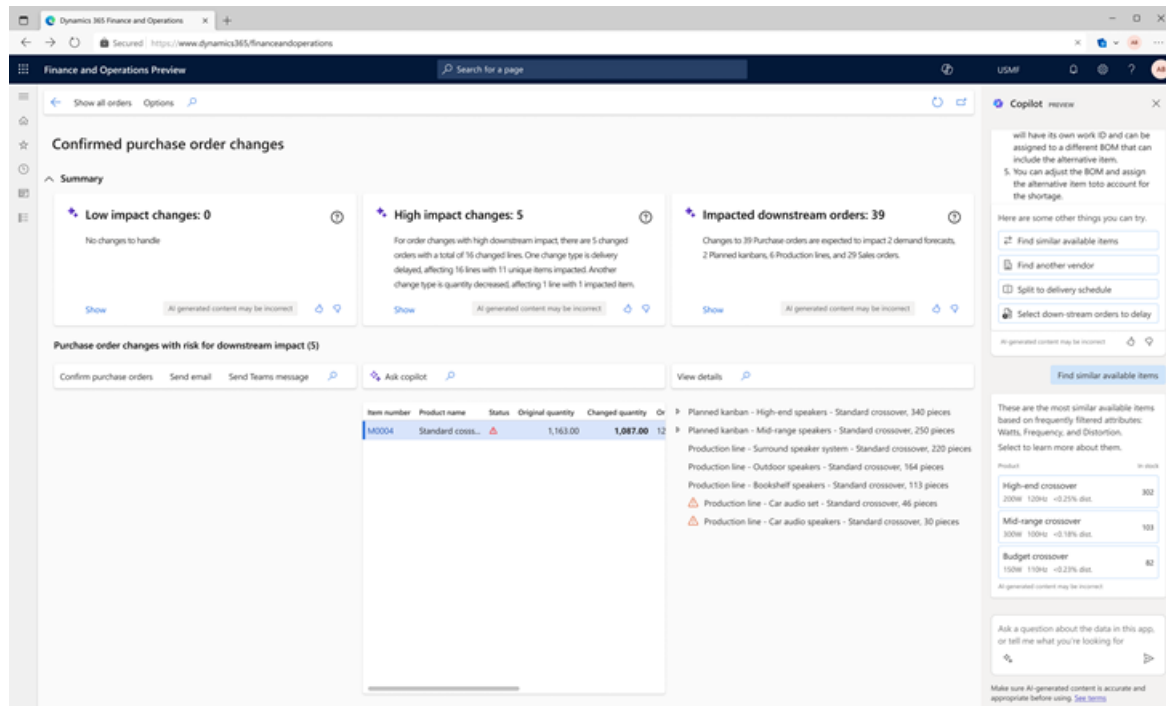 Dynamics 365 Finance and Operations
Secured https://www.dynamics365/financeandoperations
Finance and Operations Preview
Search for a page
USMF
?
AB
Show all orders Options
Confirmed purchase order changes
Summary
Low impact changes: 0
No changes to handle
Show
AI generated content may be incorrect
High impact changes: 5
For order changes with high downstream impact, there are 5 changed
orders with a total of 16 changed lines. One change type is delivery
delayed, affecting 16 lines with 11 unique items impacted. Another
change type is quantity decreased, affecting 1 line with 1 impacted item.
Show
AI generated content may be incorrect
Impacted downstream orders: 39
Changes to 39 Purchase orders are expected to impact 2 demand forecasts,
2 Planned kanbans, 6 Production lines, and 29 Sales orders.
Show
AI generated content may be incorrect
Purchase order changes with risk for downstream impact (5)
Confirm purchase orders Send email Send Teams message
Ask copilot
Item number Product name Status Original quantity Changed quantity Or
M0004 Standard cosss... 1,163.00 1,087.00 12
View details
Planned kanban - High-end speakers - Standard crossover, 340 pieces
Planned kanban - Mid-range speakers - Standard crossover, 250 pieces
Production line - Surround speaker system - Standard crossover, 220 pieces
Production line - Outdoor speakers - Standard crossover, 164 pieces
Production line - Bookshelf speakers - Standard crossover, 113 pieces
Production line - Car audio set - Standard crossover, 46 pieces
Production line - Car audio speakers - Standard crossover, 30 pieces
Copilot PREVIEW
will have its own work ID and can be
assigned to a different BOM that can
include the alternative item.
5. You can adjust the BOM and assign
the alternative item toto account for
the shortage.
Here are some other things you can try.
Find similar available items
Find another vendor
Split to delivery schedule
Select down-stream orders to delay
AI generated content may be incorrect
Find similar available items
These are the most similar available items
based on frequently filtered attributes:
Watts, Frequency, and Distortion.
Select to learn more about them.
Product In stock
High-end crossover 302
200W 120Hz <0.25% dist.
Mid-range crossover 103
300W 100Hz <0.18% dist.
Budget crossover 82
150W 110Hz <0.23% dist.
AI generated content may be incorrect
Ask a question about the data in this app,
or tell me what you're looking for
Make sure AI-generated content is accurate and
appropriate before using. See terms